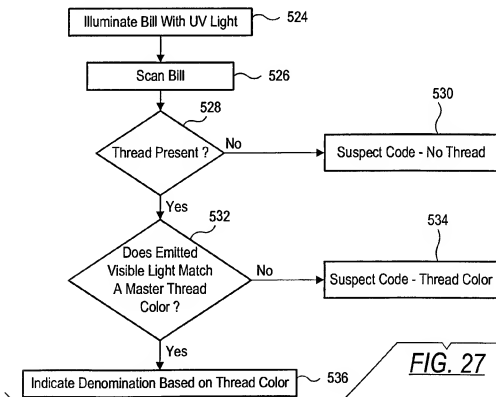 Illuminate Bill With UV Light
524
Scan Bill
526
528
530
Thread Present ?
No
Suspect Code - No Thread
Yes
532
534
Does Emitted
Visible Light Match
A Master Thread
Color ?
No
Suspect Code - Thread Color
Yes
FIG. 27
Indicate Denomination Based on Thread Color
536